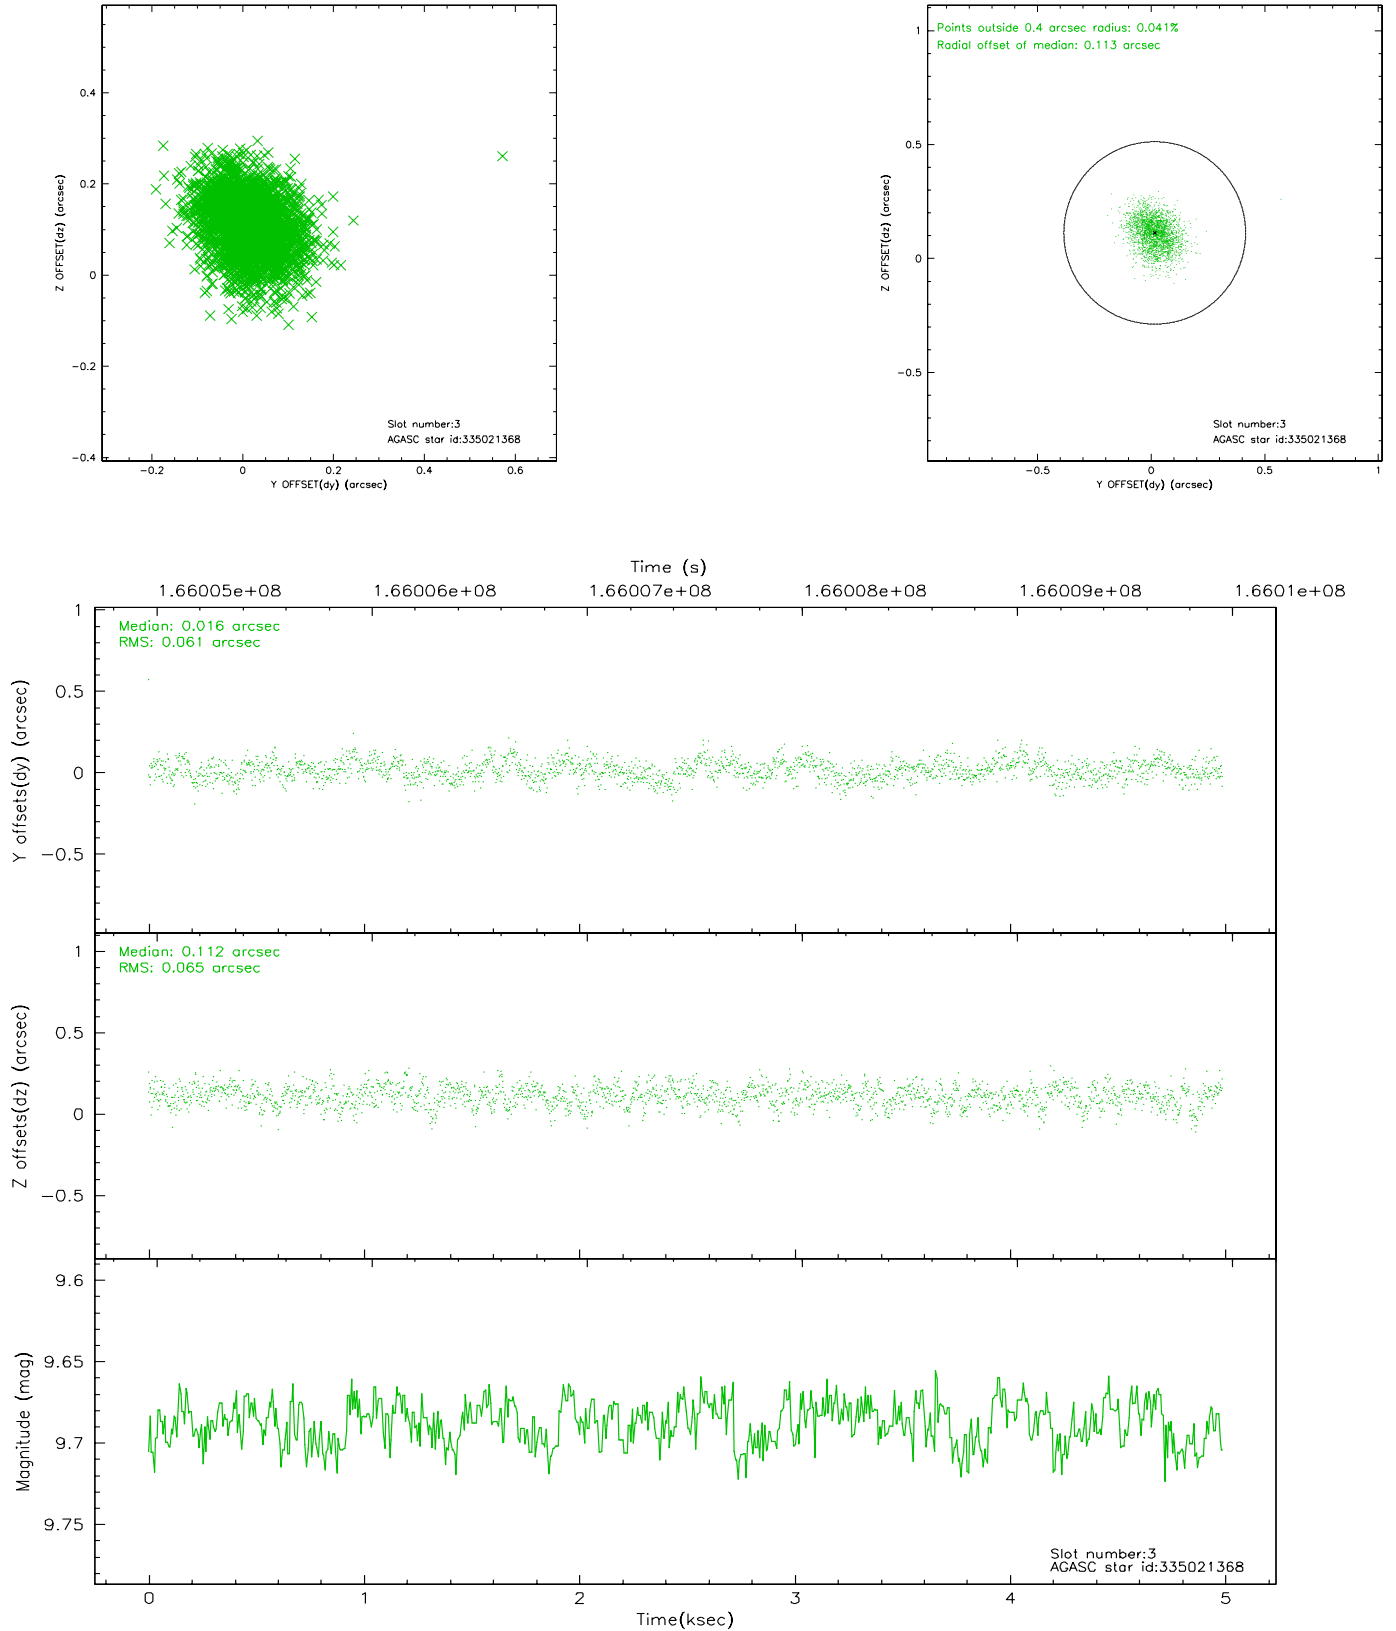 0.4
0.2
0
−0.2
−0.4
Z OFFSET(dz) (arcsec)
Slot number:3
AGASC star id:335021368
−0.2 0 0.2 0.4 0.6
Y OFFSET(dy) (arcsec)
Points outside 0.4 arcsec radius: 0.041%
Radial offset of median: 0.113 arcsec
1
0.5
0
−0.5
Z OFFSET(dz) (arcsec)
Slot number:3
AGASC star id:335021368
−0.5 0 0.5 1
Y OFFSET(dy) (arcsec)
Time (s)
1.66005e+08 1.66006e+08 1.66007e+08 1.66008e+08 1.66009e+08 1.6601e+08
Median: 0.016 arcsec
RMS: 0.061 arcsec
1
0.5
0
−0.5
Y offsets(dy) (arcsec)
Median: 0.112 arcsec
RMS: 0.065 arcsec
1
0.5
0
−0.5
Z offsets(dz) (arcsec)
9.6
9.65
9.7
9.75
Magnitude (mag)
Slot number:3
AGASC star id:335021368
0 1 2 3 4 5
Time(ksec)